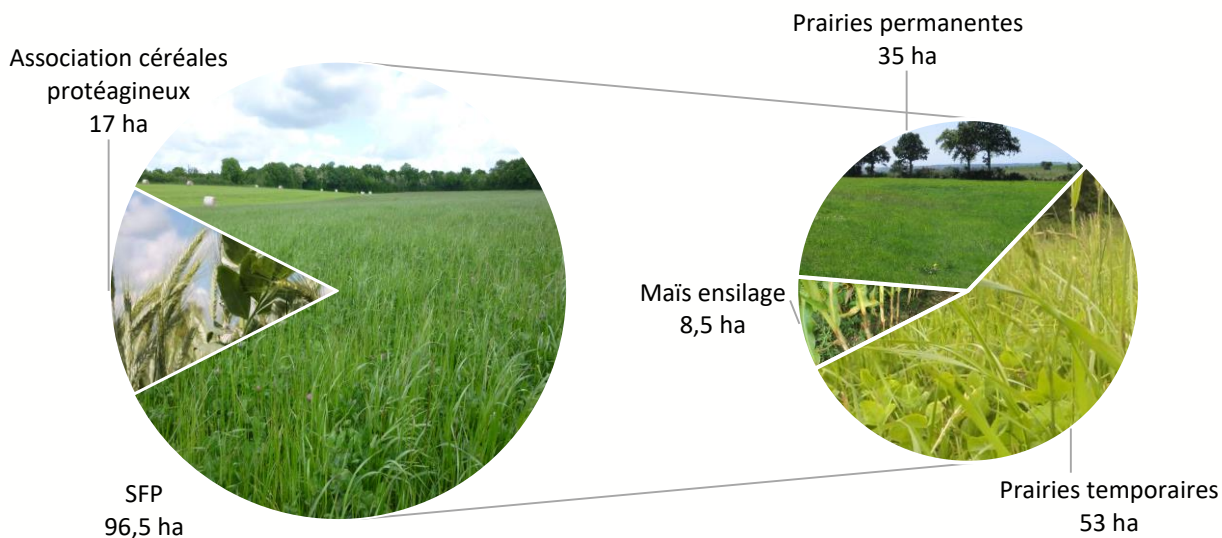 Association céréales
protéagineux
17 ha
SFP
96,5 ha
Prairies permanentes
35 ha
Maïs ensilage
8,5 ha
Prairies temporaires
53 ha